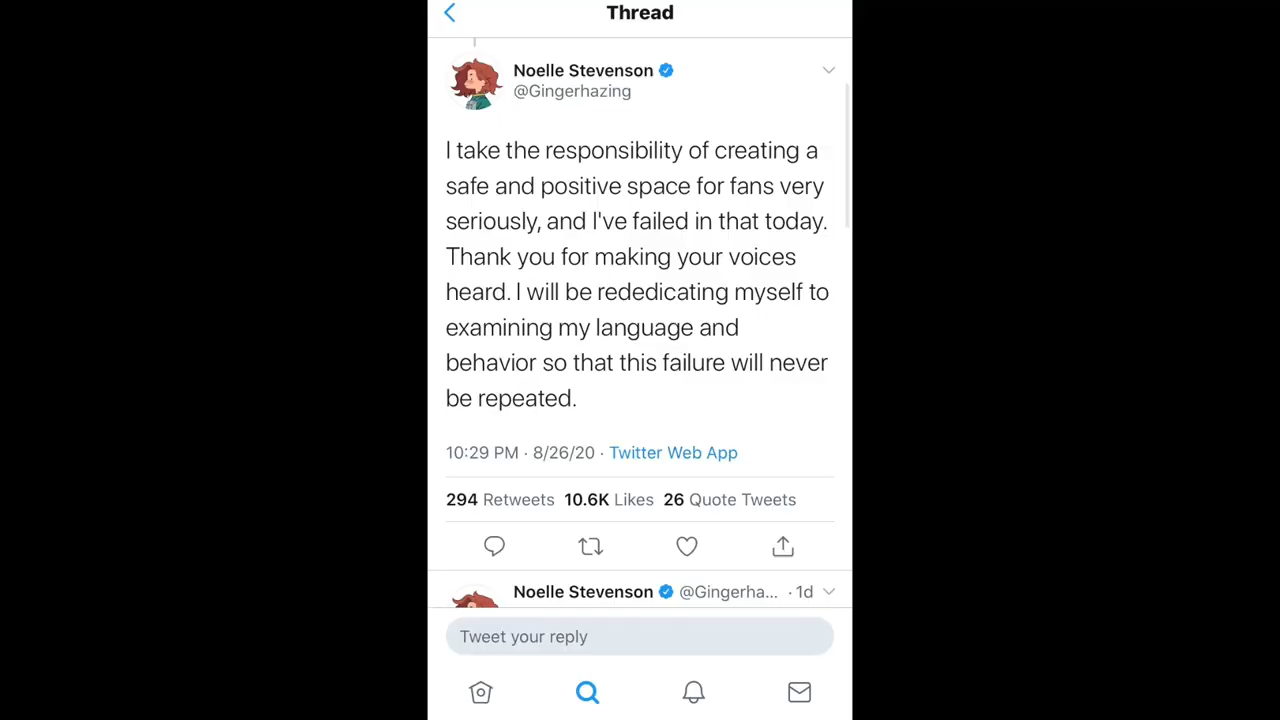 Thread
Noelle Stevenson
@Gingerhazing
I take the responsibility of creating a
safe and positive space for fans very
seriously, and I've failed in that today.
Thank you for making your voices
heard. I will be rededicating myself to
examining my language and
behavior so that this failure will never
be repeated.
10:29 PM · 8/26/20 · Twitter Web App
294 Retweets 10.6K Likes 26 Quote Tweets
Noelle Stevenson @Gingerha... · 1d
Tweet your reply